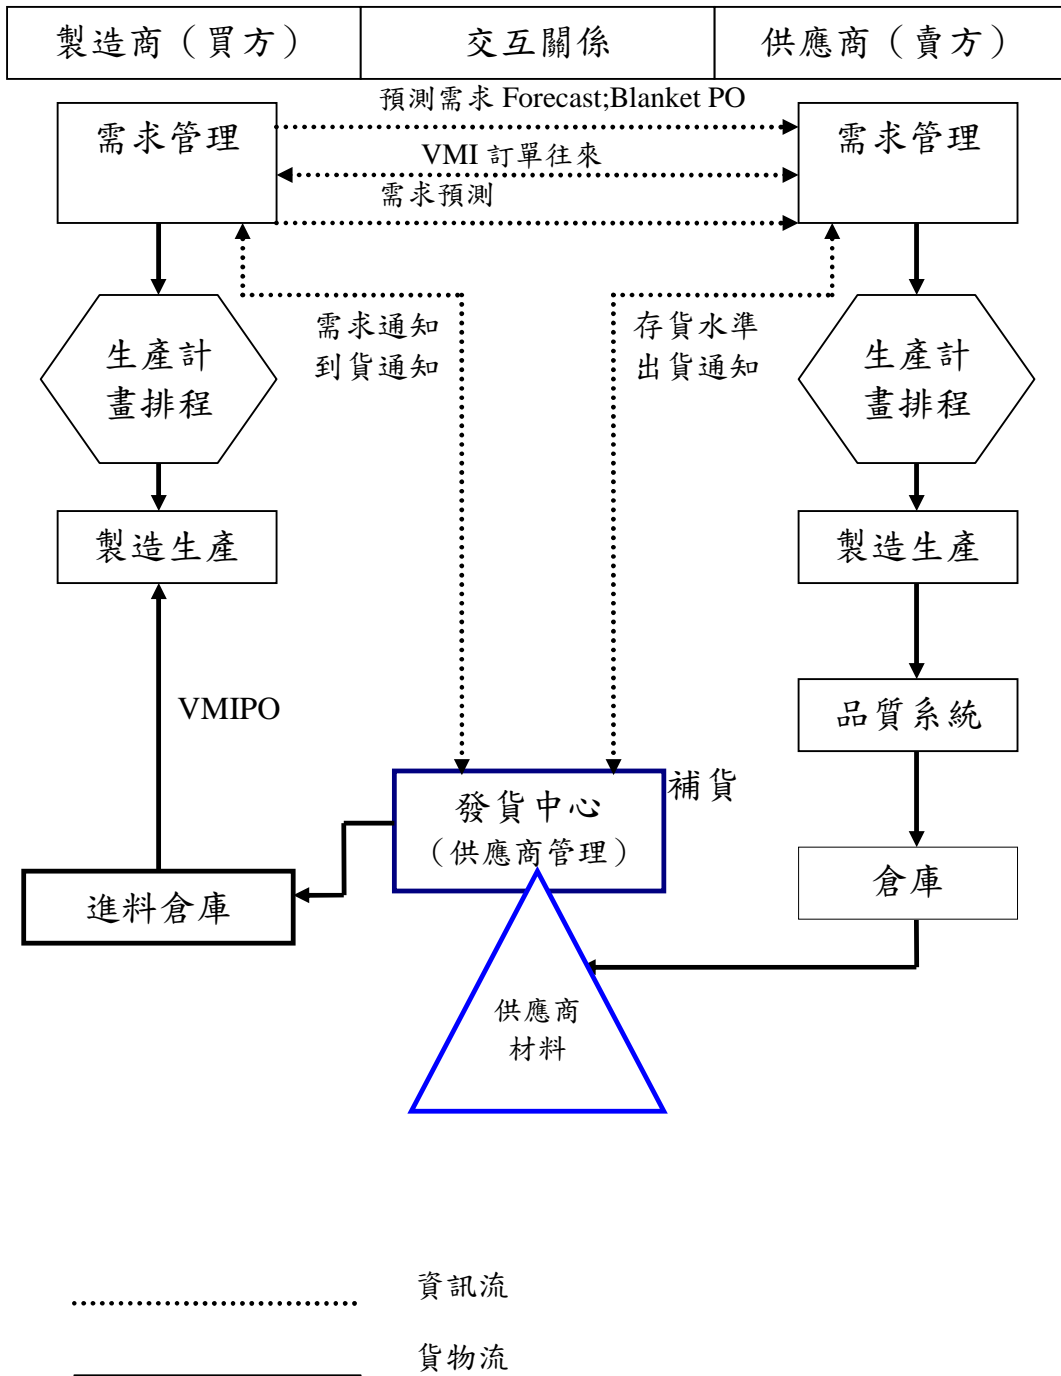 製造商（買方）
交互關係
供應商（賣方）
預測需求 Forecast;Blanket PO
需求管理
需求管理
VMI 訂單往來
需求預測
需求通知
到貨通知
存貨水準
出貨通知
生產計
畫排程
生產計
畫排程
製造生產
製造生產
VMIPO
品質系統
發貨中心
（供應商管理）
補貨
進料倉庫
倉庫
供應商
材料
資訊流
貨物流